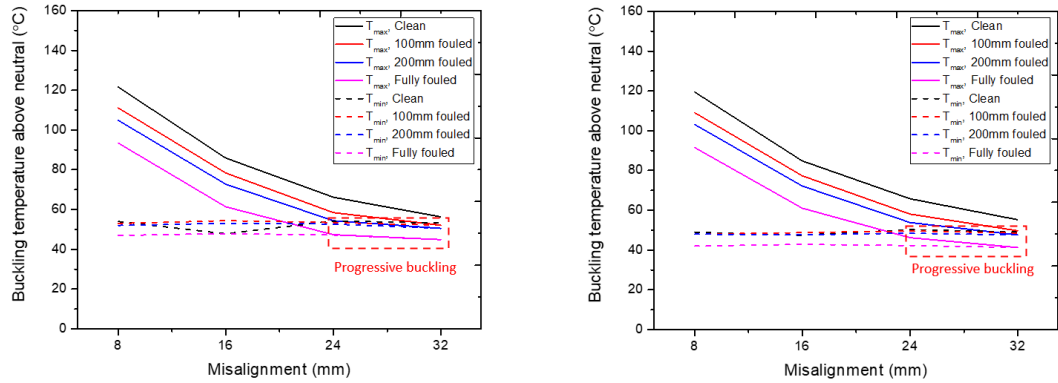 Buckling temperature above neutral (°C)
160
140
120
100
80
60
40
20
0
8
16
24
32
Misalignment (mm)
Tmax, Clean
Tmax, 100mm fouled
Tmax, 200mm fouled
Tmax, Fully fouled
Tmin, Clean
Tmin, 100mm fouled
Tmin, 200mm fouled
Tmin, Fully fouled
Progressive buckling
Buckling temperature above neutral (°C)
160
140
120
100
80
60
40
20
0
8
16
24
32
Misalignment (mm)
Tmax, Clean
Tmax, 100mm fouled
Tmax, 200mm fouled
Tmax, Fully fouled
Tmin, Clean
Tmin, 100mm fouled
Tmin, 200mm fouled
Tmin, Fully fouled
Progressive buckling